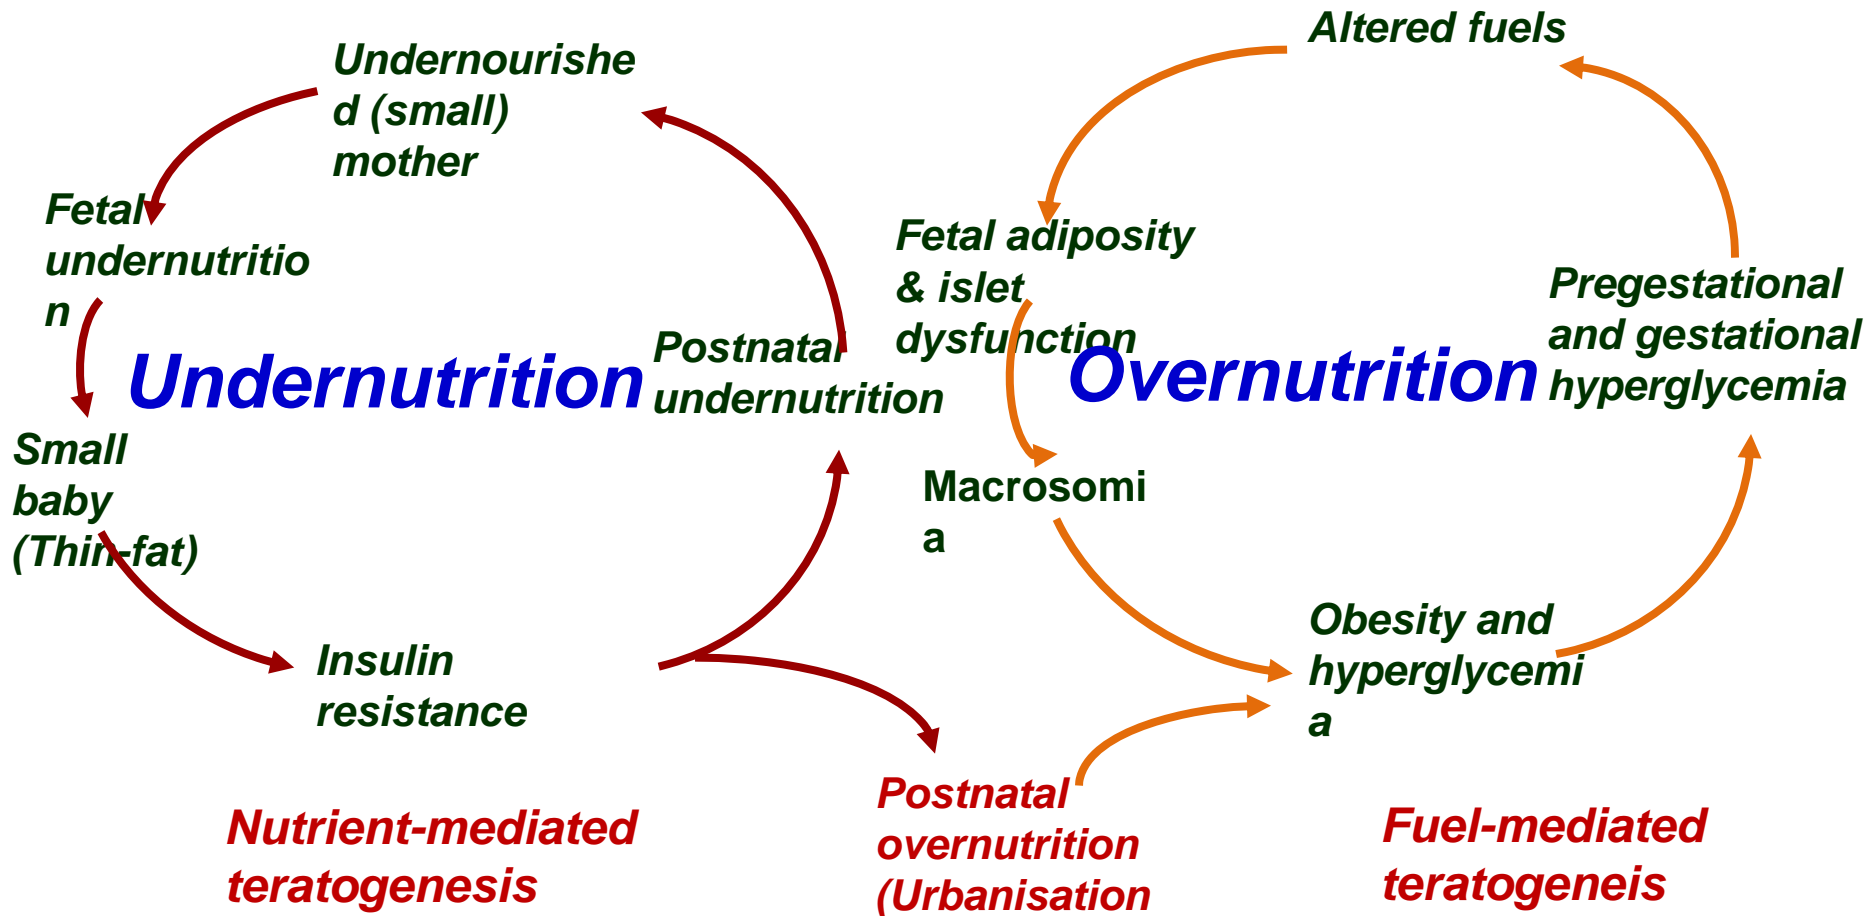 Undernourishe
d (small)
mother
Fetal
undernutritio
n
Small
baby
(Thin-fat)
Insulin
resistance
Undernutrition
Postnatal
undernutrition
Nutrient-mediated
teratogenesis
Altered fuels
Fetal adiposity
& islet
dysfunction
Macrosomi
a
Overnutrition
Pregestational
and gestational
hyperglycemia
Obesity and
hyperglycemi
a
Postnatal
overnutrition
(Urbanisation
Fuel-mediated
teratogeneis